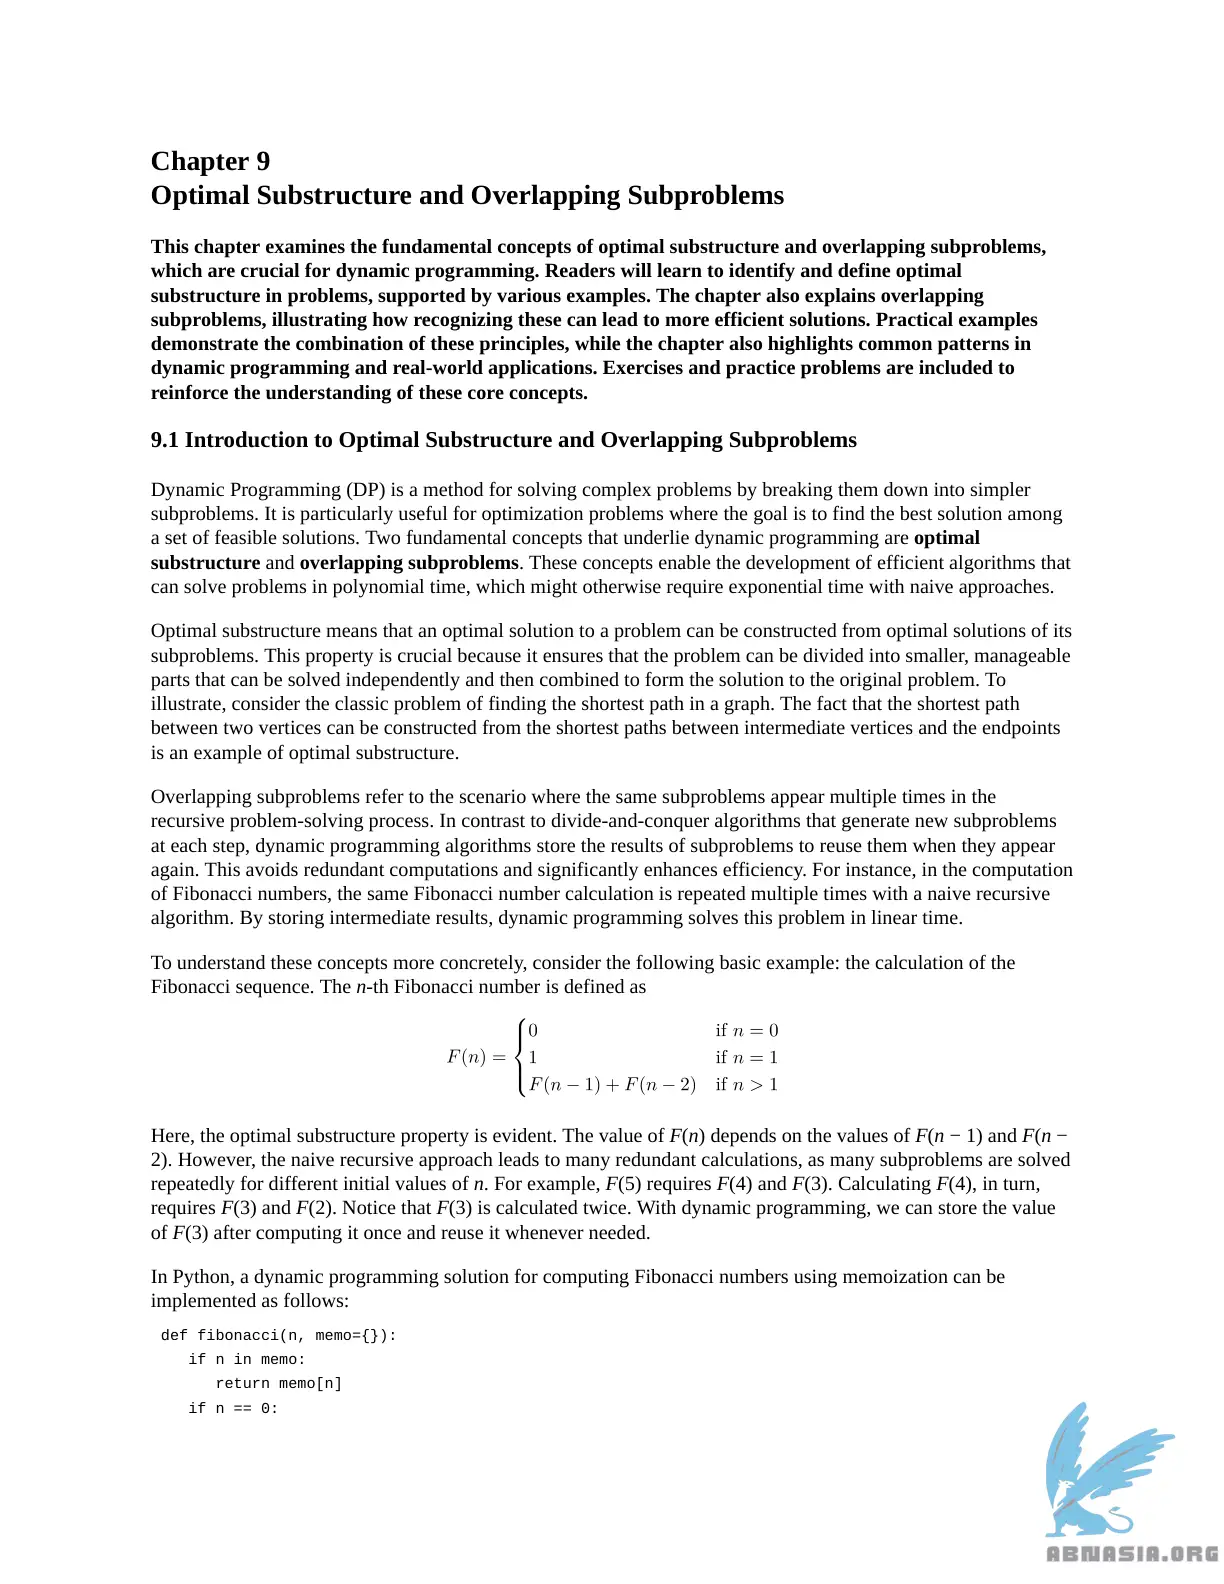 Chapter 9
Optimal Substructure and Overlapping Subproblems
This chapter examines the fundamental concepts of optimal substructure and overlapping subproblems,
which are crucial for dynamic programming. Readers will learn to identify and define optimal
substructure in problems, supported by various examples. The chapter also explains overlapping
subproblems, illustrating how recognizing these can lead to more efficient solutions. Practical examples
demonstrate the combination of these principles, while the chapter also highlights common patterns in
dynamic programming and real-world applications. Exercises and practice problems are included to
reinforce the understanding of these core concepts.
9.1 Introduction to Optimal Substructure and Overlapping Subproblems
Dynamic Programming (DP) is a method for solving complex problems by breaking them down into simpler
subproblems. It is particularly useful for optimization problems where the goal is to find the best solution among
a set of feasible solutions. Two fundamental concepts that underlie dynamic programming are optimal
substructure and overlapping subproblems. These concepts enable the development of efficient algorithms that
can solve problems in polynomial time, which might otherwise require exponential time with naive approaches.
Optimal substructure means that an optimal solution to a problem can be constructed from optimal solutions of its
subproblems. This property is crucial because it ensures that the problem can be divided into smaller, manageable
parts that can be solved independently and then combined to form the solution to the original problem. To
illustrate, consider the classic problem of finding the shortest path in a graph. The fact that the shortest path
between two vertices can be constructed from the shortest paths between intermediate vertices and the endpoints
is an example of optimal substructure.
Overlapping subproblems refer to the scenario where the same subproblems appear multiple times in the
recursive problem-solving process. In contrast to divide-and-conquer algorithms that generate new subproblems
at each step, dynamic programming algorithms store the results of subproblems to reuse them when they appear
again. This avoids redundant computations and significantly enhances efficiency. For instance, in the computation
of Fibonacci numbers, the same Fibonacci number calculation is repeated multiple times with a naive recursive
algorithm. By storing intermediate results, dynamic programming solves this problem in linear time.
To understand these concepts more concretely, consider the following basic example: the calculation of the
Fibonacci sequence. The n-th Fibonacci number is defined as
0 if n = 0
F(n) = { 1 if n = 1
F(n − 1) + F(n − 2) if n > 1
Here, the optimal substructure property is evident. The value of F(n) depends on the values of F(n − 1) and F(n −
2). However, the naive recursive approach leads to many redundant calculations, as many subproblems are solved
repeatedly for different initial values of n. For example, F(5) requires F(4) and F(3). Calculating F(4), in turn,
requires F(3) and F(2). Notice that F(3) is calculated twice. With dynamic programming, we can store the value
of F(3) after computing it once and reuse it whenever needed.
In Python, a dynamic programming solution for computing Fibonacci numbers using memoization can be
implemented as follows:
def fibonacci(n, memo={}):
if n in memo:
return memo[n]
if n == 0:
ABNASIA.ORG